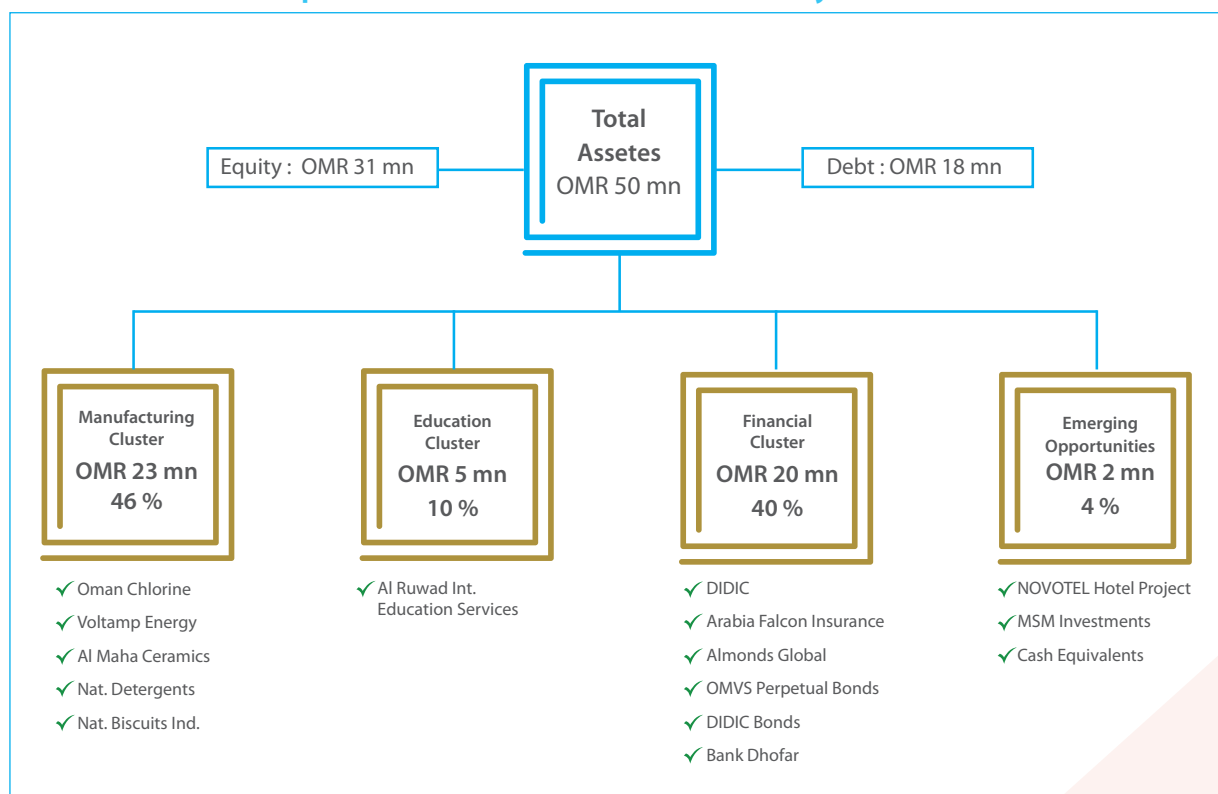 Total
Assetes
OMR 50 mn
Equity : OMR 31 mn
Debt : OMR 18 mn
Manufacturing
Cluster
OMR 23 mn
46 %
Oman Chlorine
Voltamp Energy
Al Maha Ceramics
Nat. Detergents
Nat. Biscuits Ind.
Education
Cluster
OMR 5 mn
10 %
Al Ruwad Int.
Education Services
Financial
Cluster
OMR 20 mn
40 %
DIDIC
Arabia Falcon Insurance
Almonds Global
OMVS Perpetual Bonds
DIDIC Bonds
Bank Dhofar
Emerging
Opportunities
OMR 2 mn
4 %
NOVOTEL Hotel Project
MSM Investments
Cash Equivalents